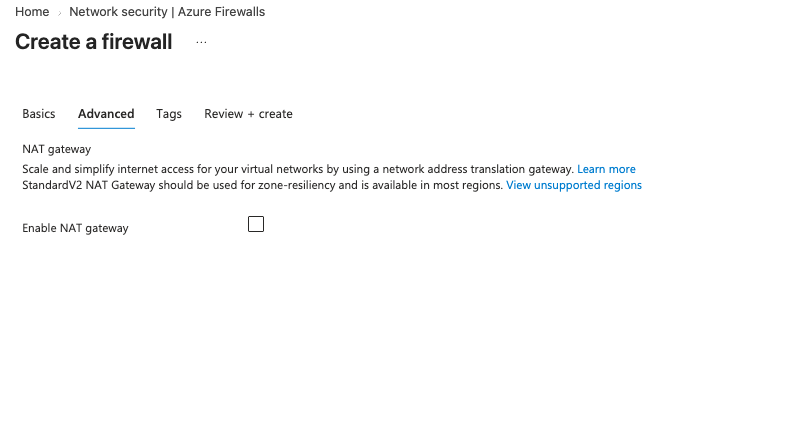 Home › Network security | Azure Firewalls
Create a firewall ...
Basics Advanced Tags Review + create
NAT gateway
Scale and simplify internet access for your virtual networks by using a network address translation gateway. Learn more
StandardV2 NAT Gateway should be used for zone-resiliency and is available in most regions. View unsupported regions
Enable NAT gateway